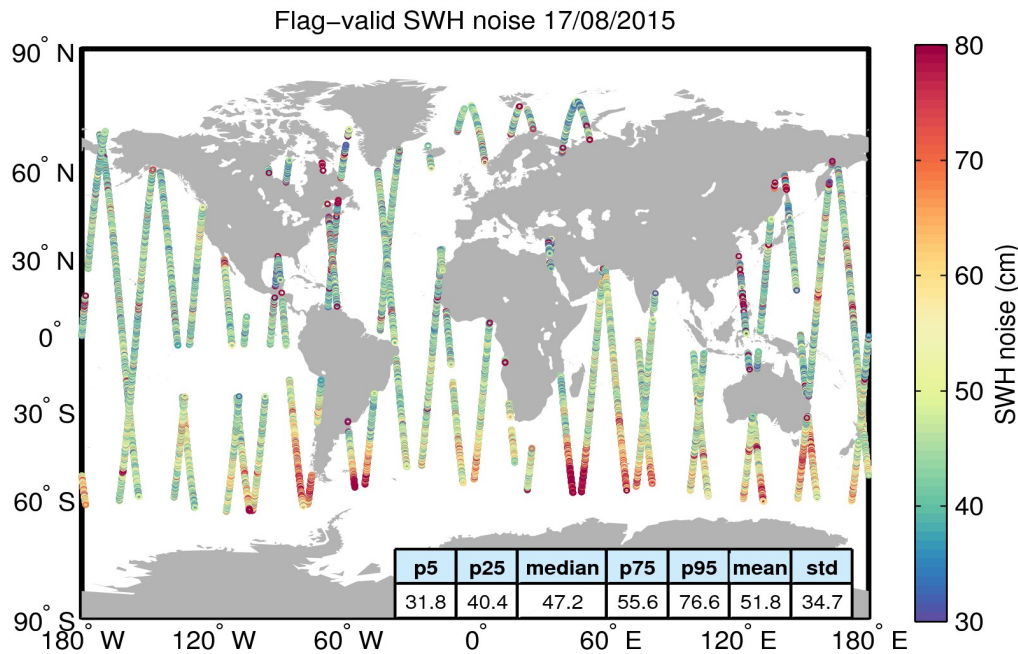 Flag−valid SWH noise 17/08/2015
90° N
60° N
30° N
0°
30° S
60° S
90° S
180° W
120° W
60° W
0°
60° E
120° E
180° E
80
70
60
50
40
30
SWH noise (cm)
p5 p25 median p75 p95 mean std
31.8 40.4 47.2 55.6 76.6 51.8 34.7